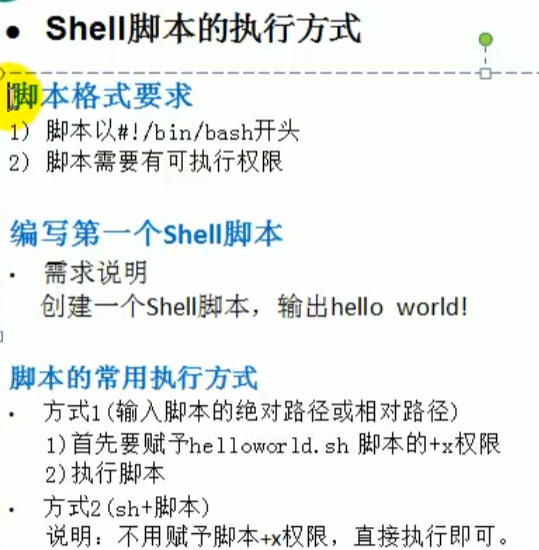 • Shell脚本的执行方式
脚本格式要求
1) 脚本以#!/bin/bash开头
2) 脚本需要有可执行权限
编写第一个Shell脚本
• 需求说明
创建一个Shell脚本，输出hello world!
脚本的常用执行方式
• 方式1(输入脚本的绝对路径或相对路径)
1)首先要赋予helloworld.sh 脚本的+x权限
2)执行脚本
• 方式2(sh+脚本)
说明：不用赋予脚本+x权限，直接执行即可。